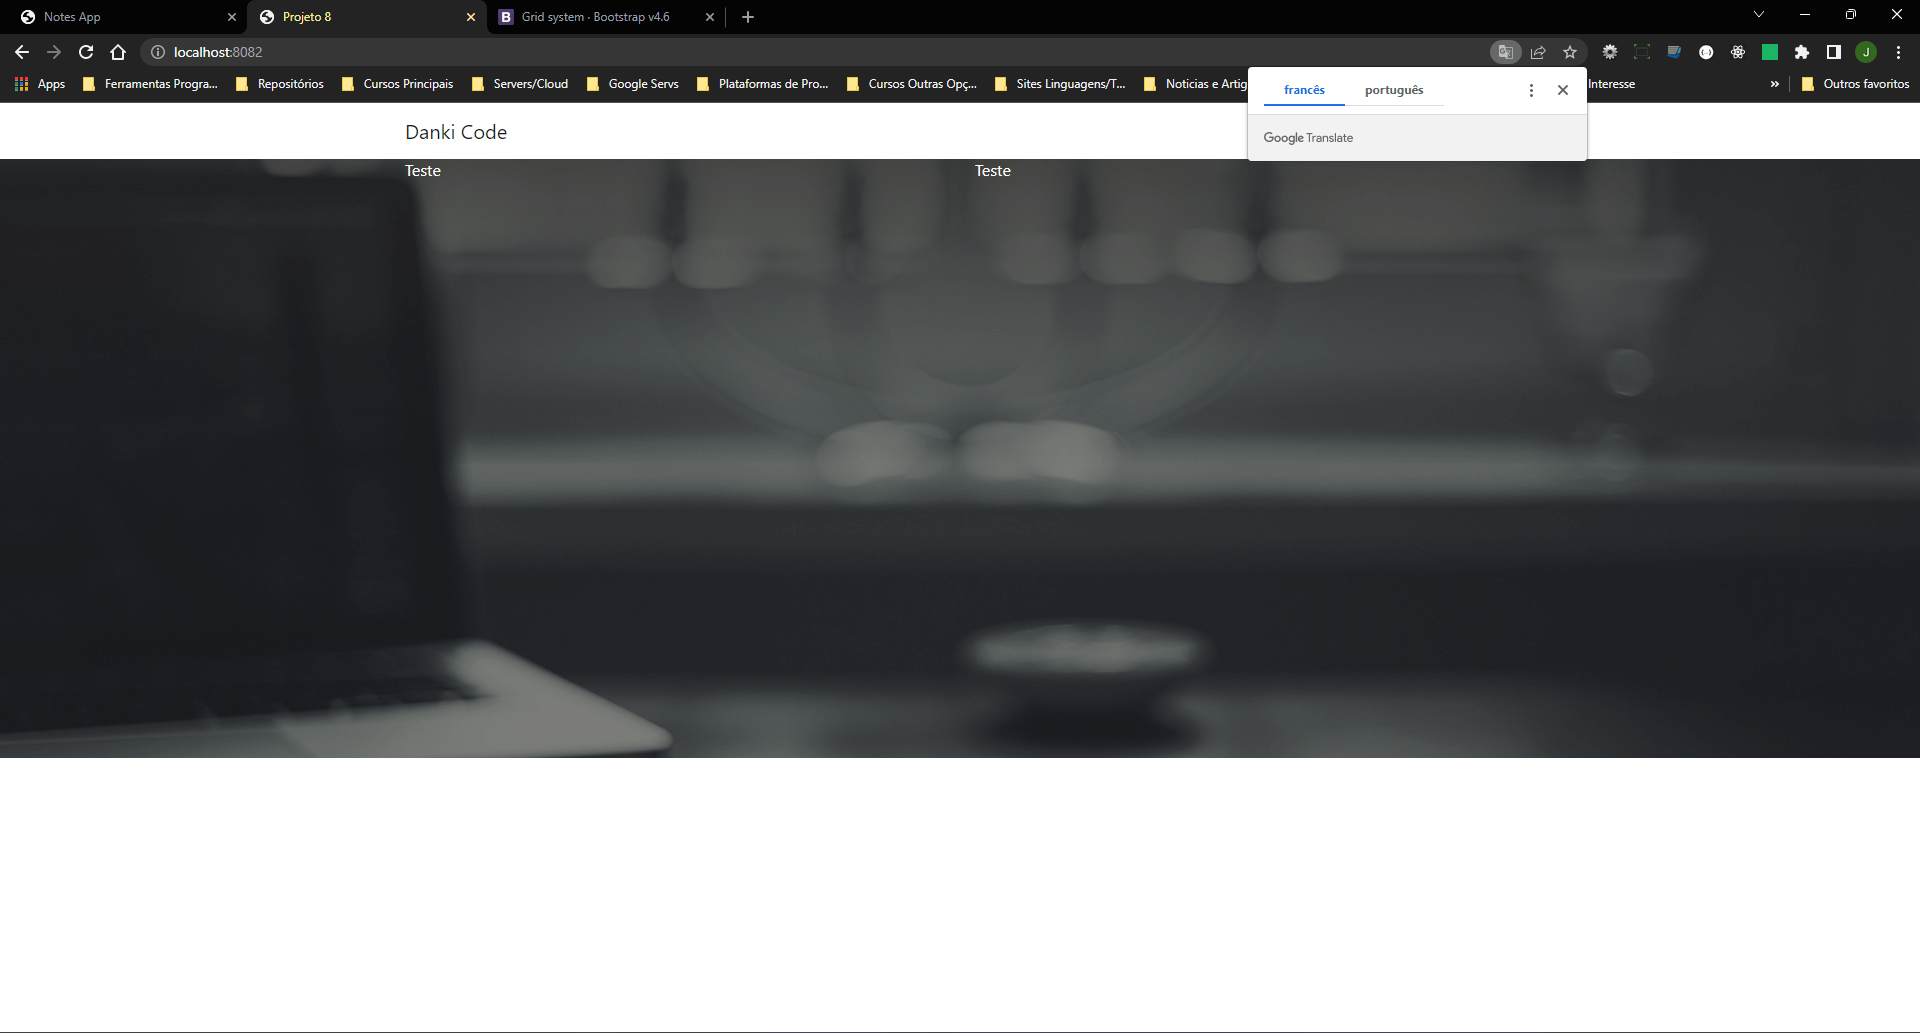 Notes App
Projeto 8
B Grid system · Bootstrap v4.6
localhost:8082
J
Apps
Ferramentas Progra...
Repositórios
Cursos Principais
Servers/Cloud
Google Servs
Plataformas de Pro...
Cursos Outras Opç...
Sites Linguagens/T...
Noticias e Artig
Interesse
»
Outros favoritos
francês português
Google Translate
Danki Code
Teste Teste